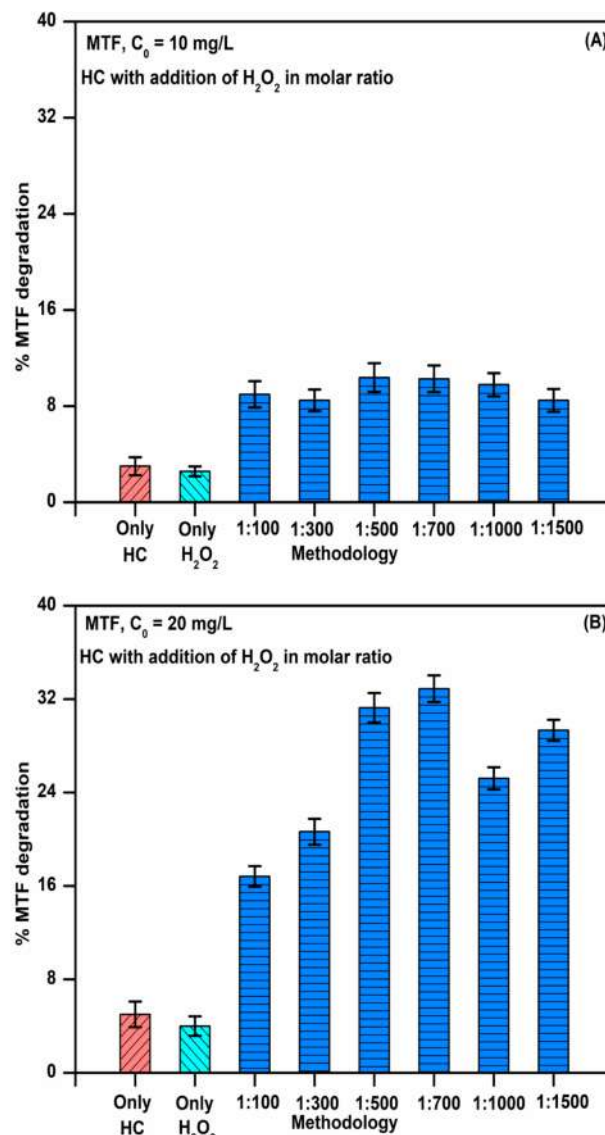 40
32
24
16
8
0
% MTF degradation
MTF, C₀ = 10 mg/L
(A)
HC with addition of H₂O₂ in molar ratio
Only HC
Only H₂O₂
1:100
1:300
1:500
1:700
1:1000
1:1500
Methodology
40
32
24
16
8
0
% MTF degradation
MTF, C₀ = 20 mg/L
(B)
HC with addition of H₂O₂ in molar ratio
Only HC
Only H₂O₂
1:100
1:300
1:500
1:700
1:1000
1:1500
Methodology